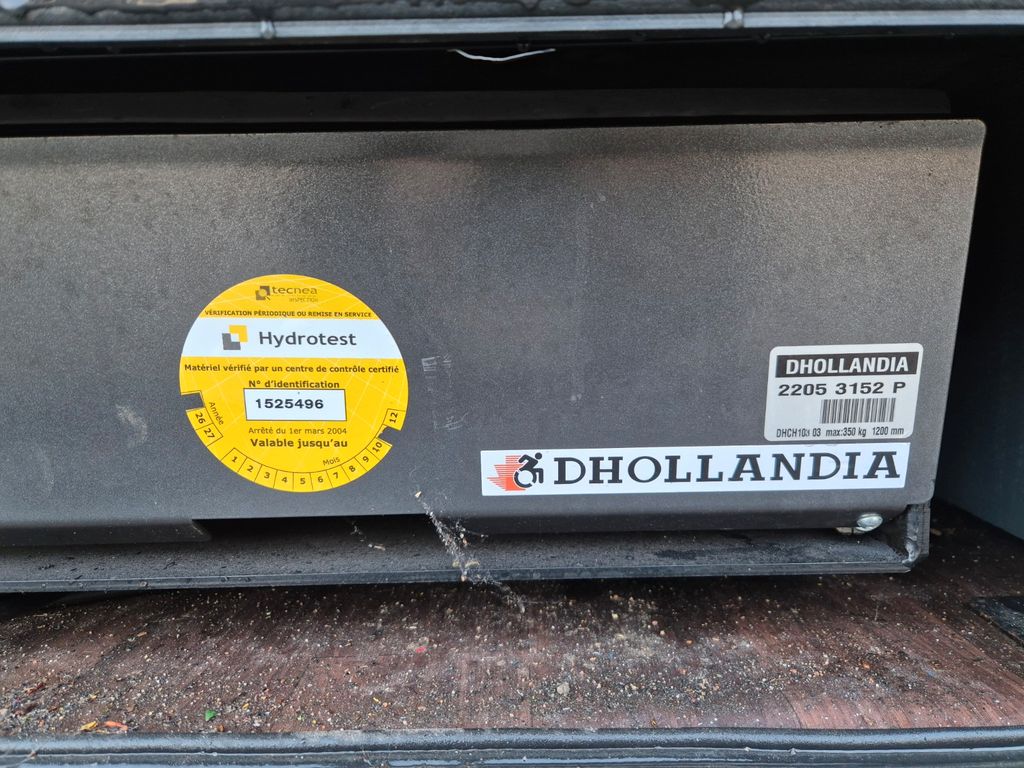 tecnea
INSPECTION
VÉRIFICATION PÉRIODIQUE OU REMISE EN SERVICE
Hydrotest
Matériel vérifié par un centre de contrôle certifié
N° d'identification
1525496
Arrêté du 1er mars 2004
Valable jusqu'au
Année
26 27
Mois
1 2 3 4 5 6 7 8 9 10 12
DHOLLANDIA
2205 3152 P
03 max:350 kg 1200 mm
DHOLLANDIA